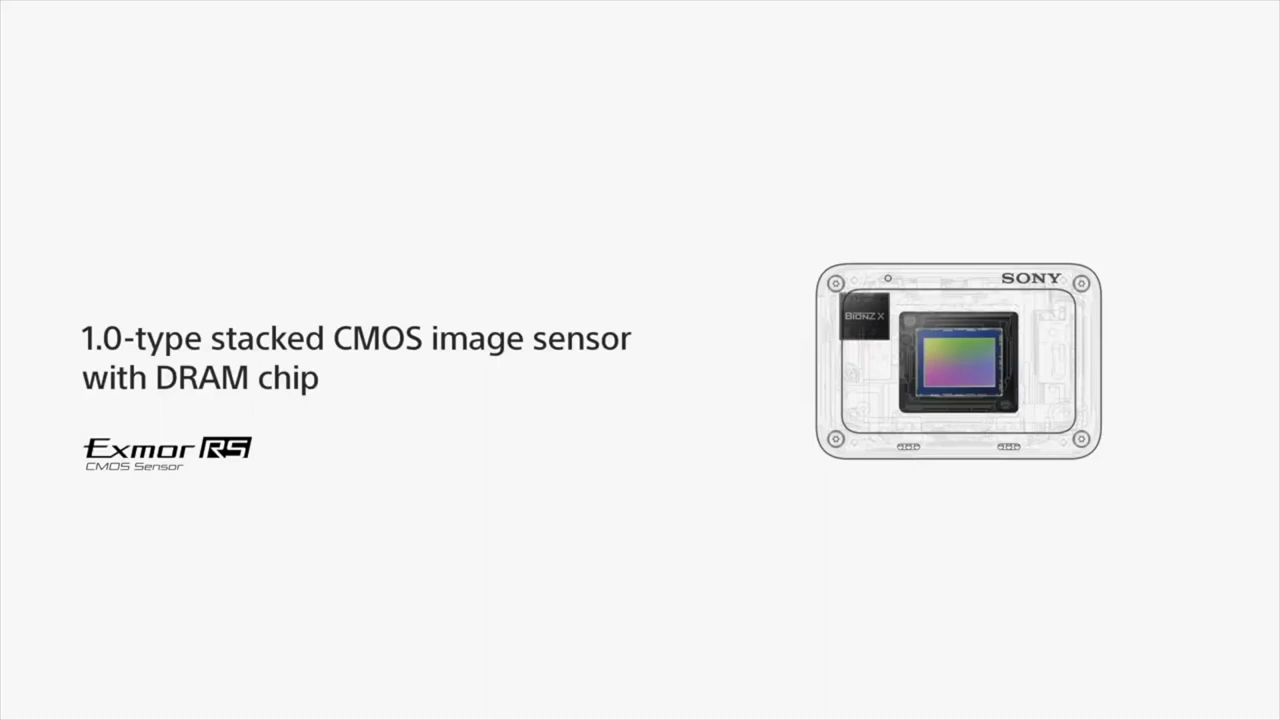 SONY
BIONZ X
1.0-type stacked CMOS image sensor
with DRAM chip
Exmor RS
CMOS Sensor